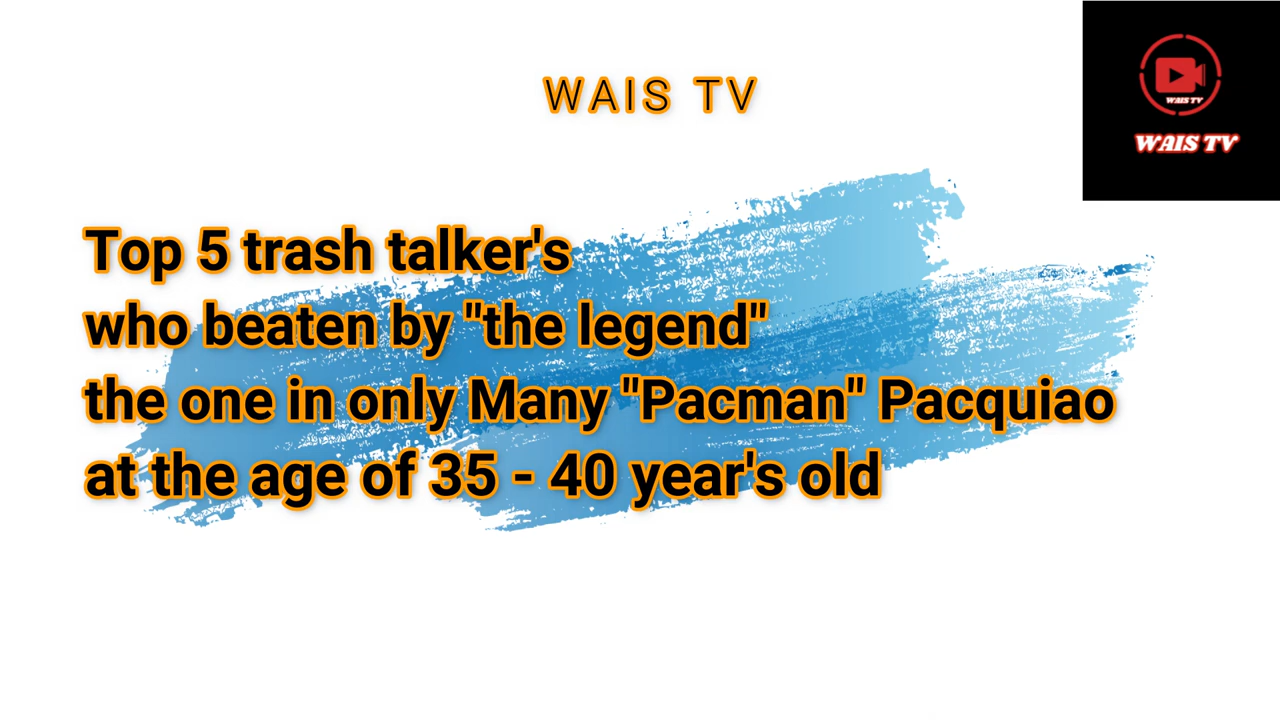 WAIS TV
WAIS TV
WAIS TV
Top 5 trash talker's
who beaten by "the legend"
the one in only Many "Pacman" Pacquiao
at the age of 35 - 40 year's old